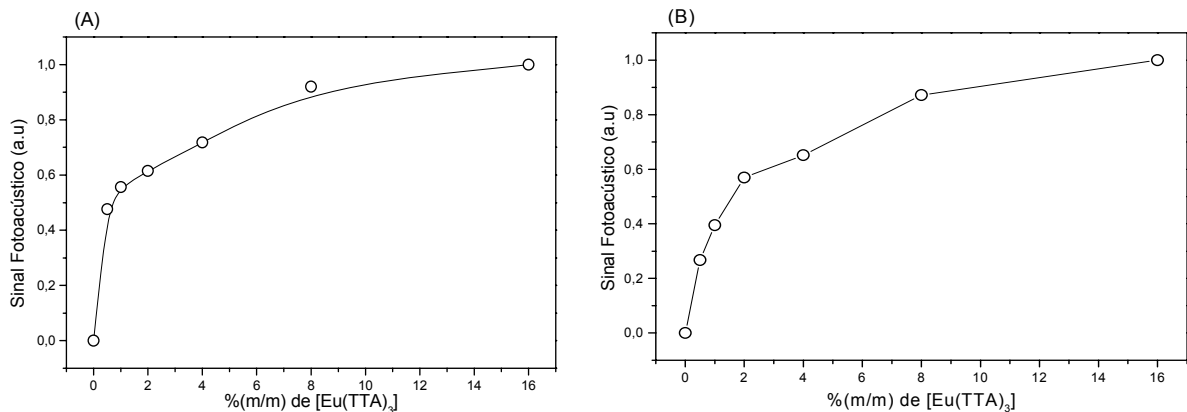 (A)
1,0
0,8
0,6
0,4
0,2
0,0
Sinal Fotoacústico (a.u)
0 2 4 6 8 10 12 14 16
%(m/m) de [Eu(TTA)₃]
(B)
1,0
0,8
0,6
0,4
0,2
0,0
Sinal Fotoacústico (a.u)
0 2 4 6 8 10 12 14 16
%(m/m) de [Eu(TTA)₃]